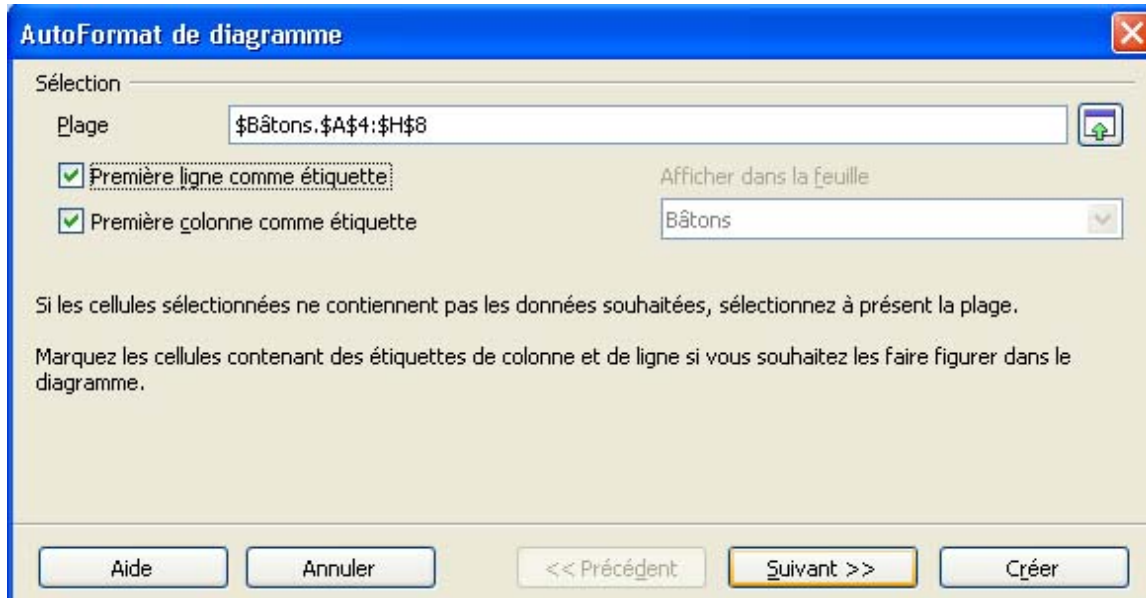 AutoFormat de diagramme
Sélection
Plage $Bâtons.$A$4:$H$8
Première ligne comme étiquette Afficher dans la feuille
Première colonne comme étiquette Bâtons
Si les cellules sélectionnées ne contiennent pas les données souhaitées, sélectionnez à présent la plage.
Marquez les cellules contenant des étiquettes de colonne et de ligne si vous souhaitez les faire figurer dans le
diagramme.
Aide Annuler << Précédent Suivant >> Créer